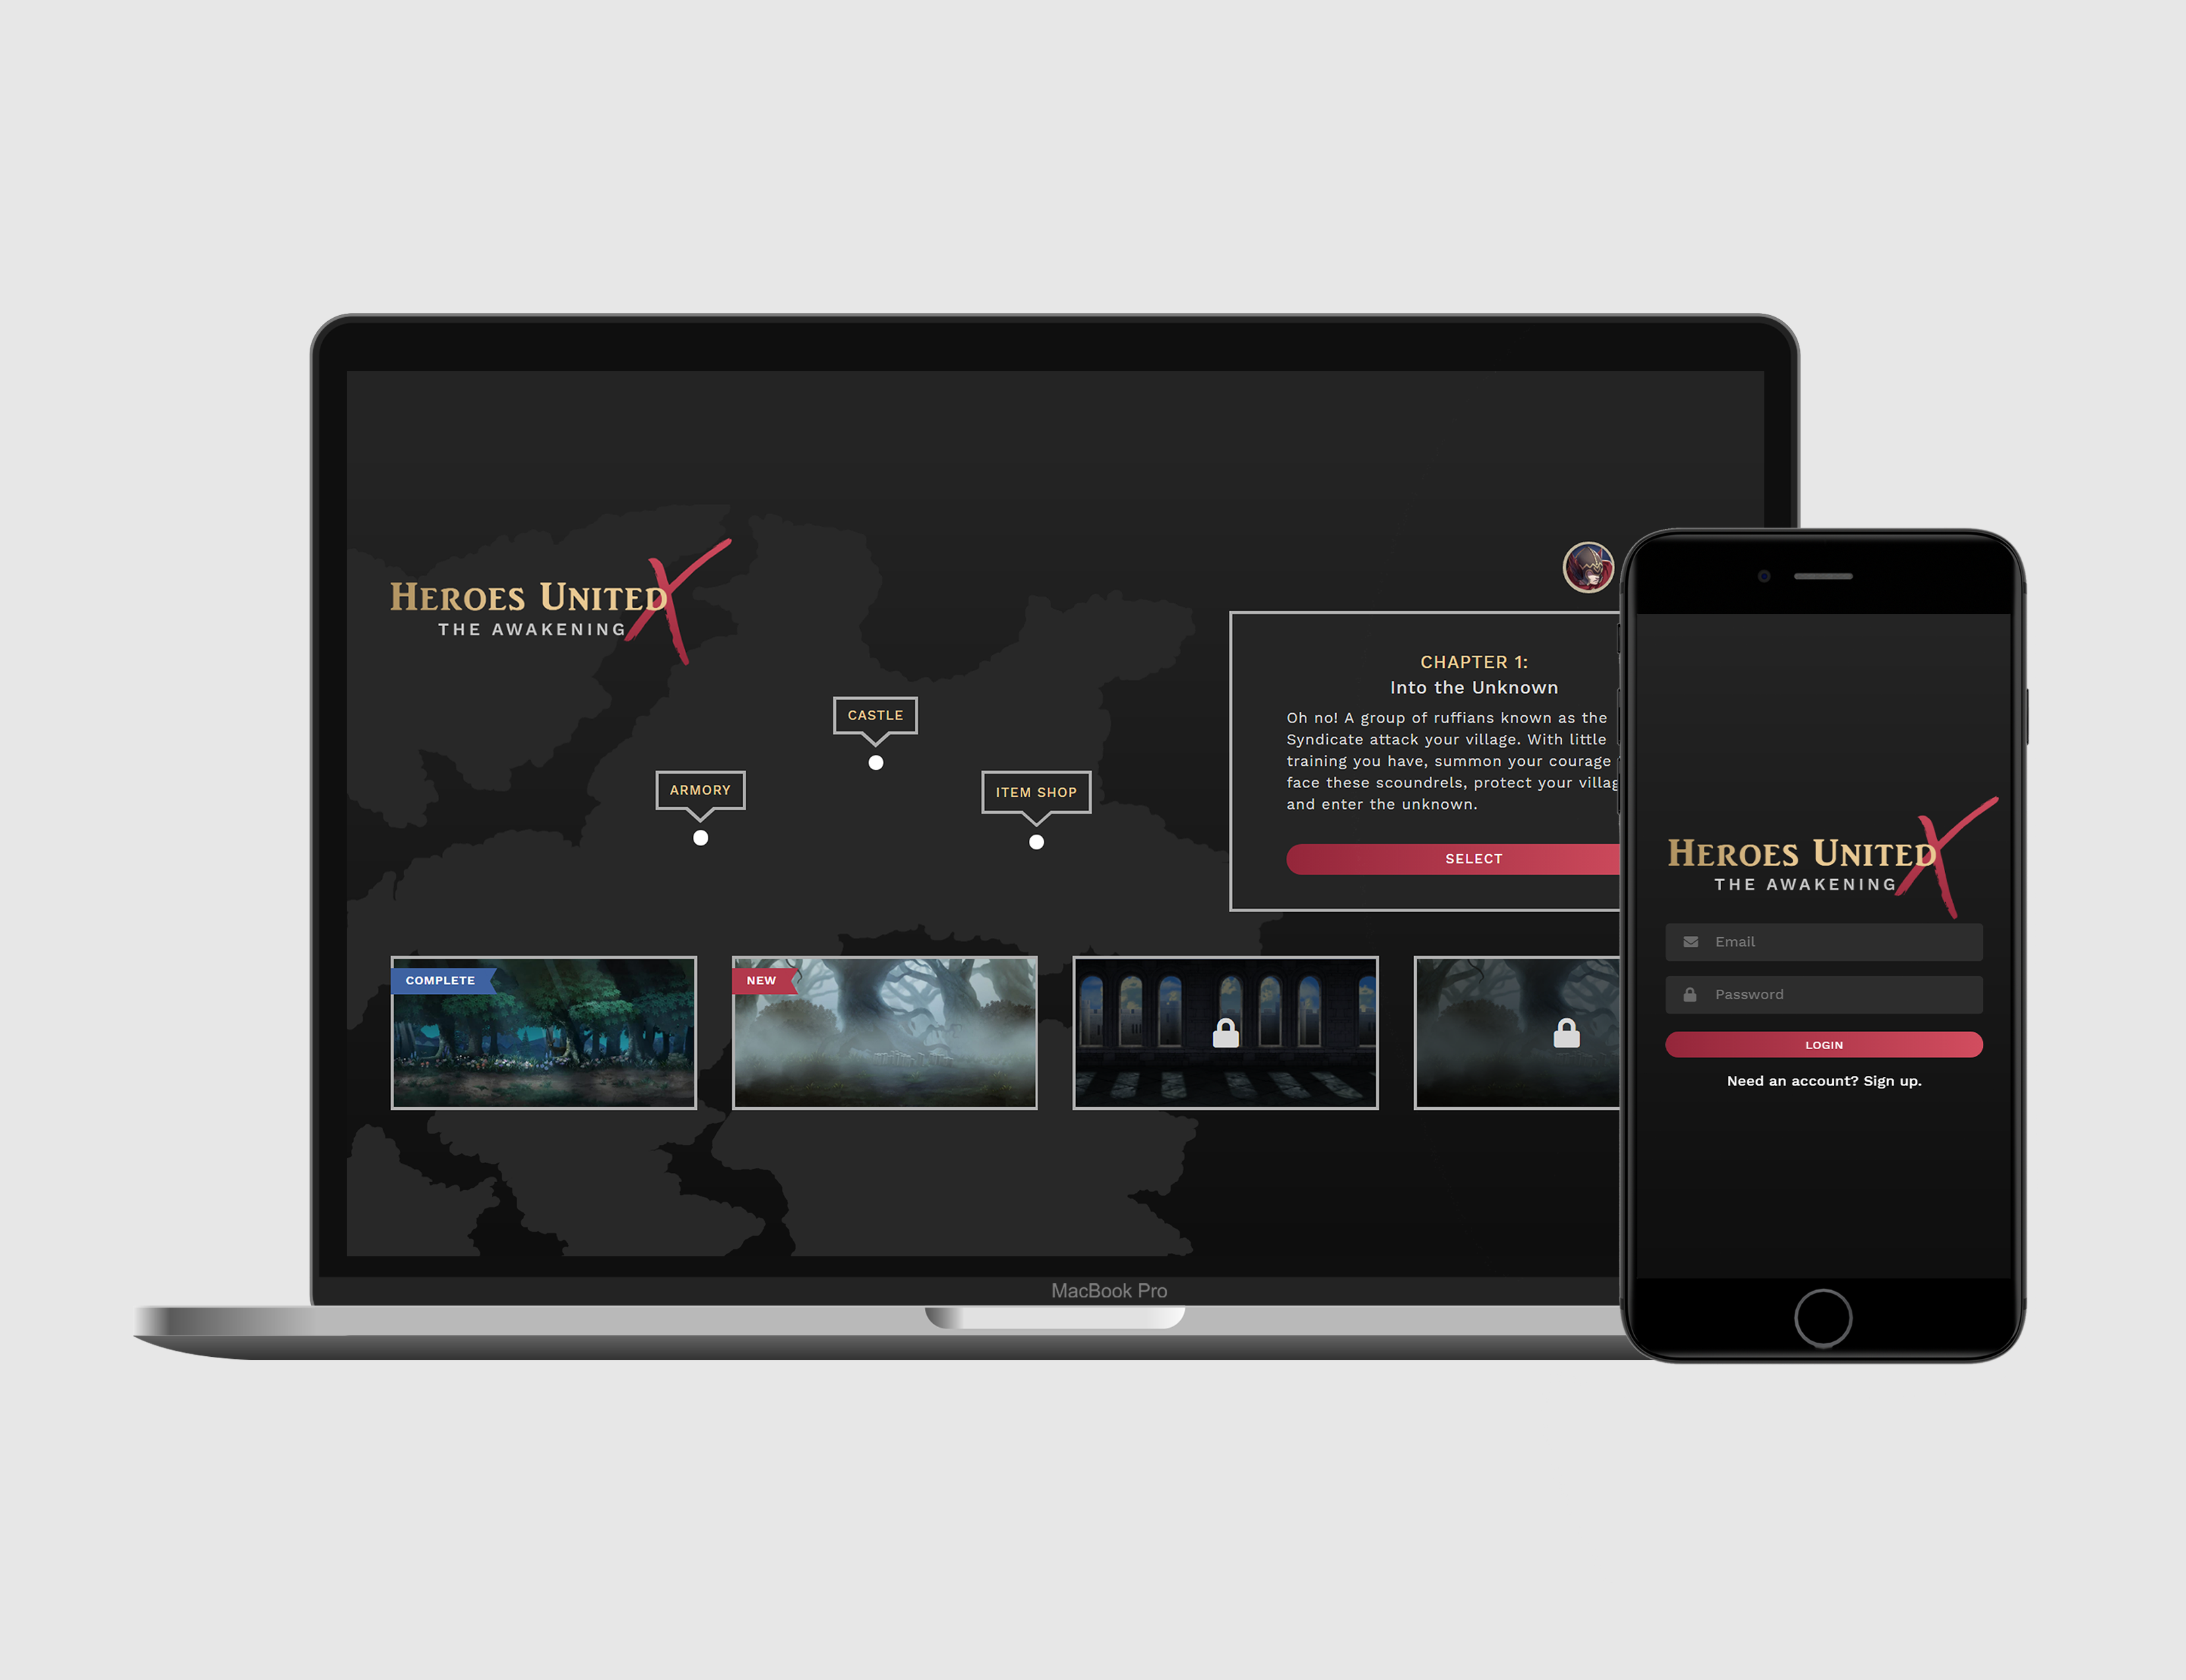 HEROES UNITED X
THE AWAKENING
CASTLE
ARMORY
ITEM SHOP
CHAPTER 1:
Into the Unknown
Oh no! A group of ruffians known as the
Syndicate attack your village. With little
training you have, summon your courage
face these scoundrels, protect your villag
and enter the unknown.
SELECT
COMPLETE
NEW
MacBook Pro
HEROES UNITED X
THE AWAKENING
Email
Password
LOGIN
Need an account? Sign up.